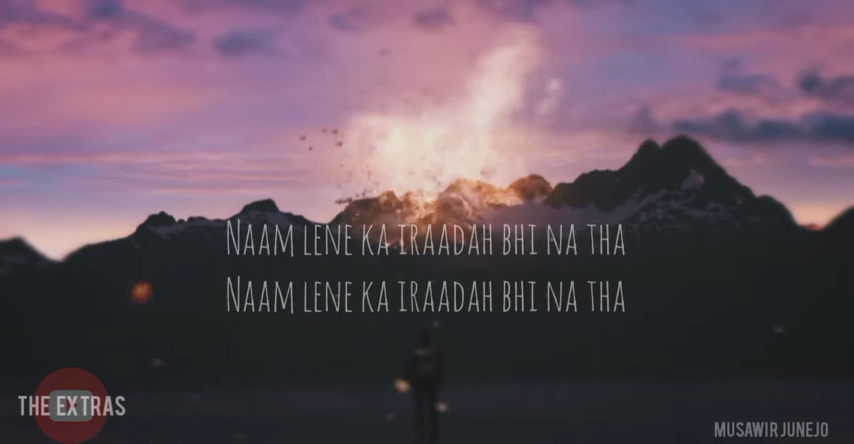 NAAM LENE KA IRAADAH BHI NA THA
NAAM LENE KA IRAADAH BHI NA THA
THE EXTRAS
MUSAWIR JUNEJO